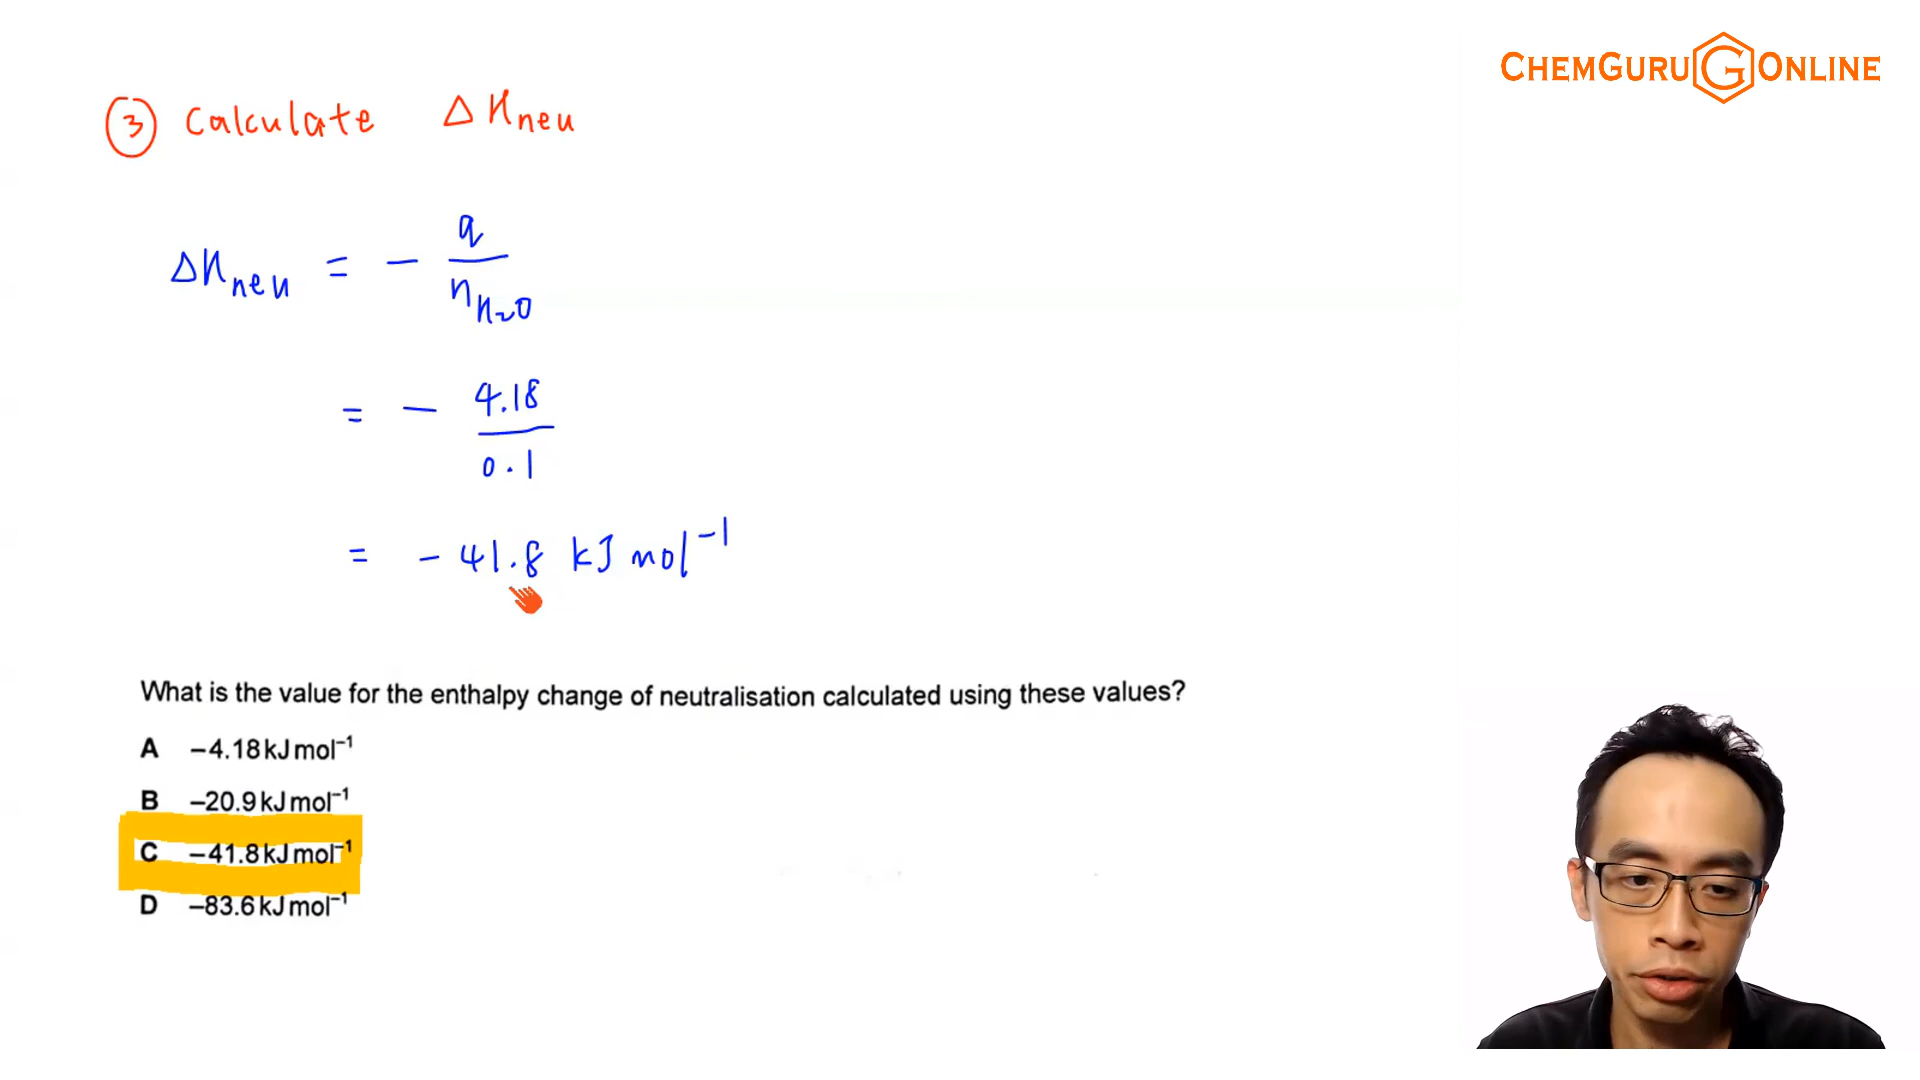 CHEMGURU G ONLINE
③ Calculate ΔHneu
ΔHneu = - q / nH₂O
= - 4.18 / 0.1
= - 41.8 kJ mol⁻¹
What is the value for the enthalpy change of neutralisation calculated using these values?
A −4.18 kJ mol⁻¹
B −20.9 kJ mol⁻¹
C −41.8 kJ mol⁻¹
D −83.6 kJ mol⁻¹